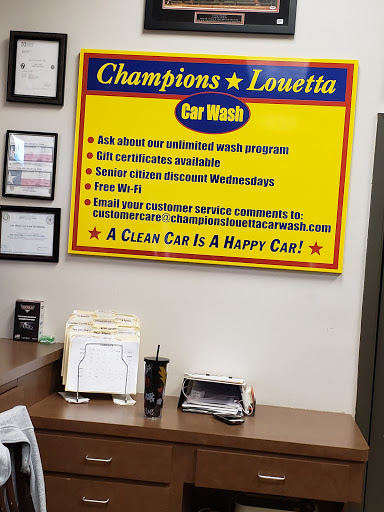 Champions ★ Louetta
Car Wash
• Ask about our unlimited wash program
• Gift certificates available
• Senior citizen discount Wednesdays
• Free Wi-Fi
• Email your customer service comments to:
customercare@championslouettacarwash.com
★ A Clean Car Is A Happy Car! ★